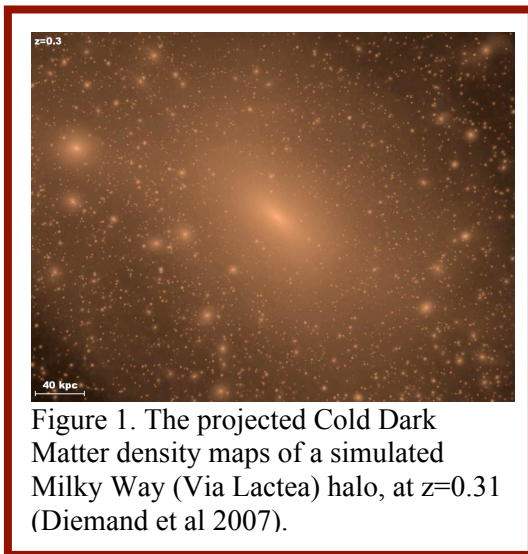 z=0.3
40 kpc
Figure 1. The projected Cold Dark
Matter density maps of a simulated
Milky Way (Via Lactea) halo, at z=0.31
(Diemand et al 2007).